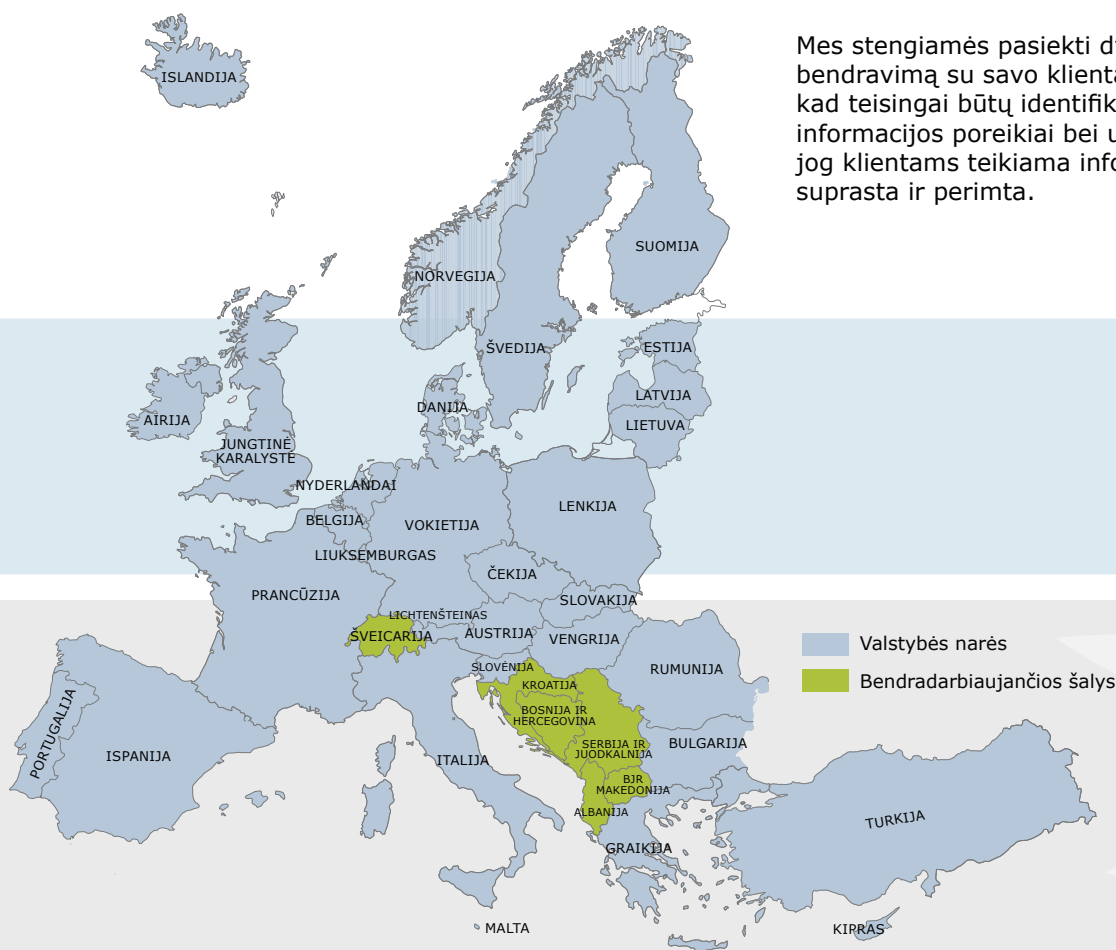 Mes stengiamės pasiekti
bendravimą su savo
kad teisingai būtų
informacijos poreikiai bei
jog klientams teikiama
suprasta ir perimta.
ISLANDIJA
SUOMIJA
NORVEGIJA
ŠVEDIJA
ESTIJA
LATVIJA
DANIJA
LIETUVA
AIRIJA
JUNGTINĖ
KARALYSTĖ
NYDERLANDAI
LENKIJA
BELGIJA
VOKIETIJA
LIUKSEMBURGAS
ČEKIJA
PRANCŪZIJA
SLOVAKIJA
LICHTENŠTEINAS
ŠVEICARIJA
AUSTRIJA
VENGRIJA
Valstybės narės
SLOVĖNIJA
RUMUNIJA
Bendradarbiaujančios šalys
KROATIJA
BOSNIJA IR
HERCEGOVINA
PORTUGALIJA
ISPANIJA
ITALIJA
SERBIJA IR
JUODKALNIJA
BULGARIJA
BJR
MAKEDONIJA
ALBANIJA
TURKIJA
GRAIKIJA
MALTA
KIPRAS